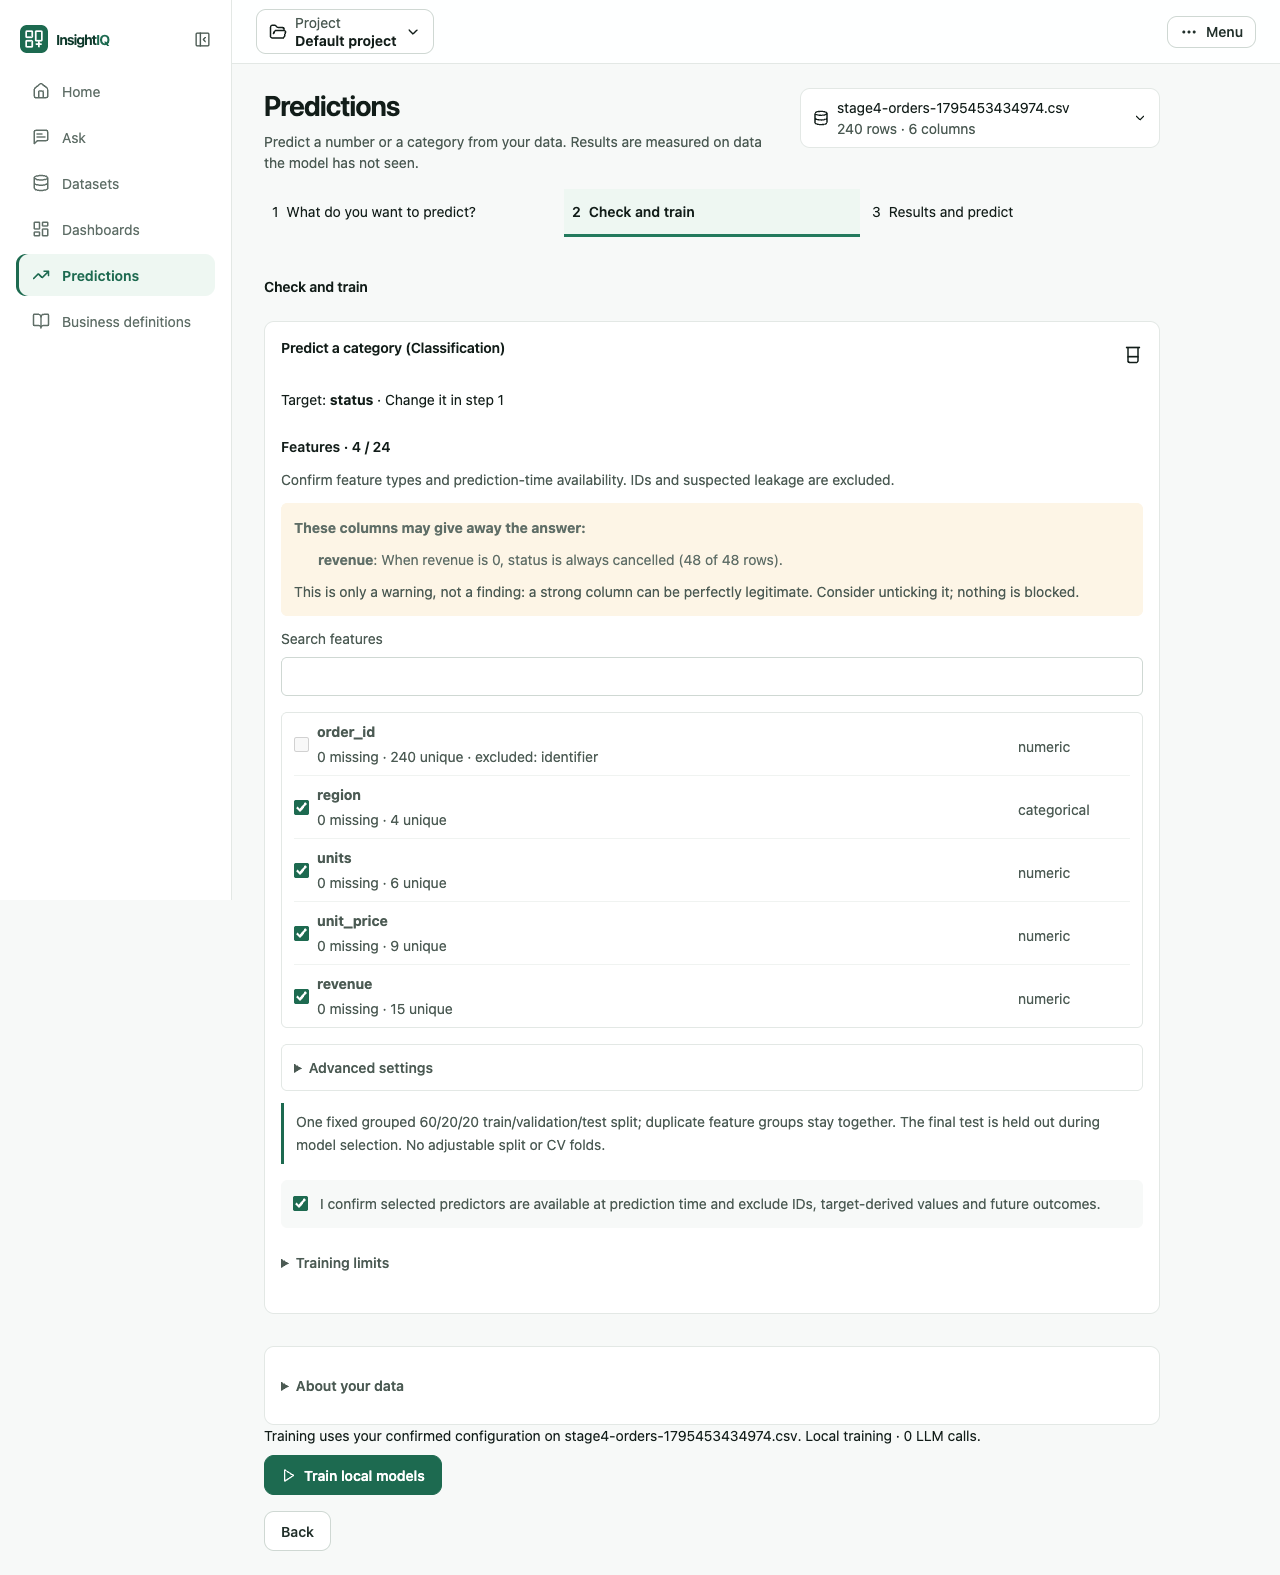 InsightIQ
Project
Default project
Menu
Home
Ask
Datasets
Dashboards
Predictions
Business definitions
Predictions
Predict a number or a category from your data. Results are measured on data
the model has not seen.
stage4-orders-1795453434974.csv
240 rows · 6 columns
1 What do you want to predict?
2 Check and train
3 Results and predict
Check and train
Predict a category (Classification)
Target: status · Change it in step 1
Features · 4 / 24
Confirm feature types and prediction-time availability. IDs and suspected leakage are excluded.
These columns may give away the answer:
revenue: When revenue is 0, status is always cancelled (48 of 48 rows).
This is only a warning, not a finding: a strong column can be perfectly legitimate. Consider unticking it; nothing is blocked.
Search features
order_id
0 missing · 240 unique · excluded: identifier
numeric
region
0 missing · 4 unique
categorical
units
0 missing · 6 unique
numeric
unit_price
0 missing · 9 unique
numeric
revenue
0 missing · 15 unique
numeric
Advanced settings
One fixed grouped 60/20/20 train/validation/test split; duplicate feature groups stay together. The final test is held out during
model selection. No adjustable split or CV folds.
I confirm selected predictors are available at prediction time and exclude IDs, target-derived values and future outcomes.
Training limits
About your data
Training uses your confirmed configuration on stage4-orders-1795453434974.csv. Local training · 0 LLM calls.
Train local models
Back